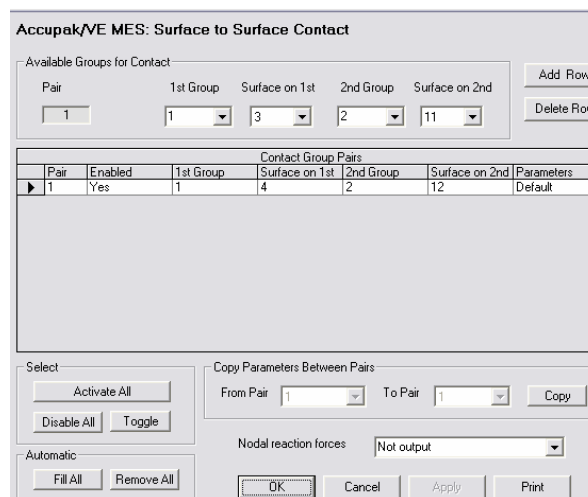 Accupak/VE MES: Surface to Surface Contact
Available Groups for Contact
Pair 1st Group Surface on 1st 2nd Group Surface on 2nd
1 1 3 2 11
Add Row
Delete Ro
Contact Group Pairs
Pair Enabled 1st Group Surface on 1st 2nd Group Surface on 2nd Parameters
1 Yes 1 4 2 12 Default
Select
Activate All
Disable All Toggle
Automatic
Fill All Remove All
Copy Parameters Between Pairs
From Pair 1 To Pair 1 Copy
Nodal reaction forces Not output
OK Cancel Apply Print